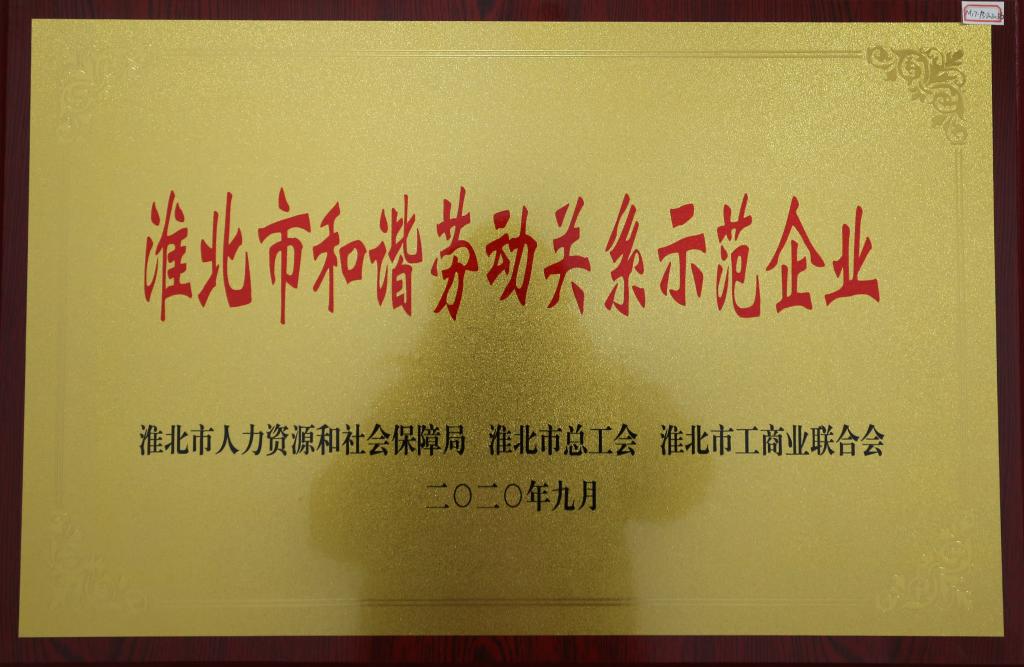 淮北市和谐劳动关系示范企业
淮北市人力资源和社会保障局 淮北市总工会 淮北市工商业联合会
二〇二〇年九月